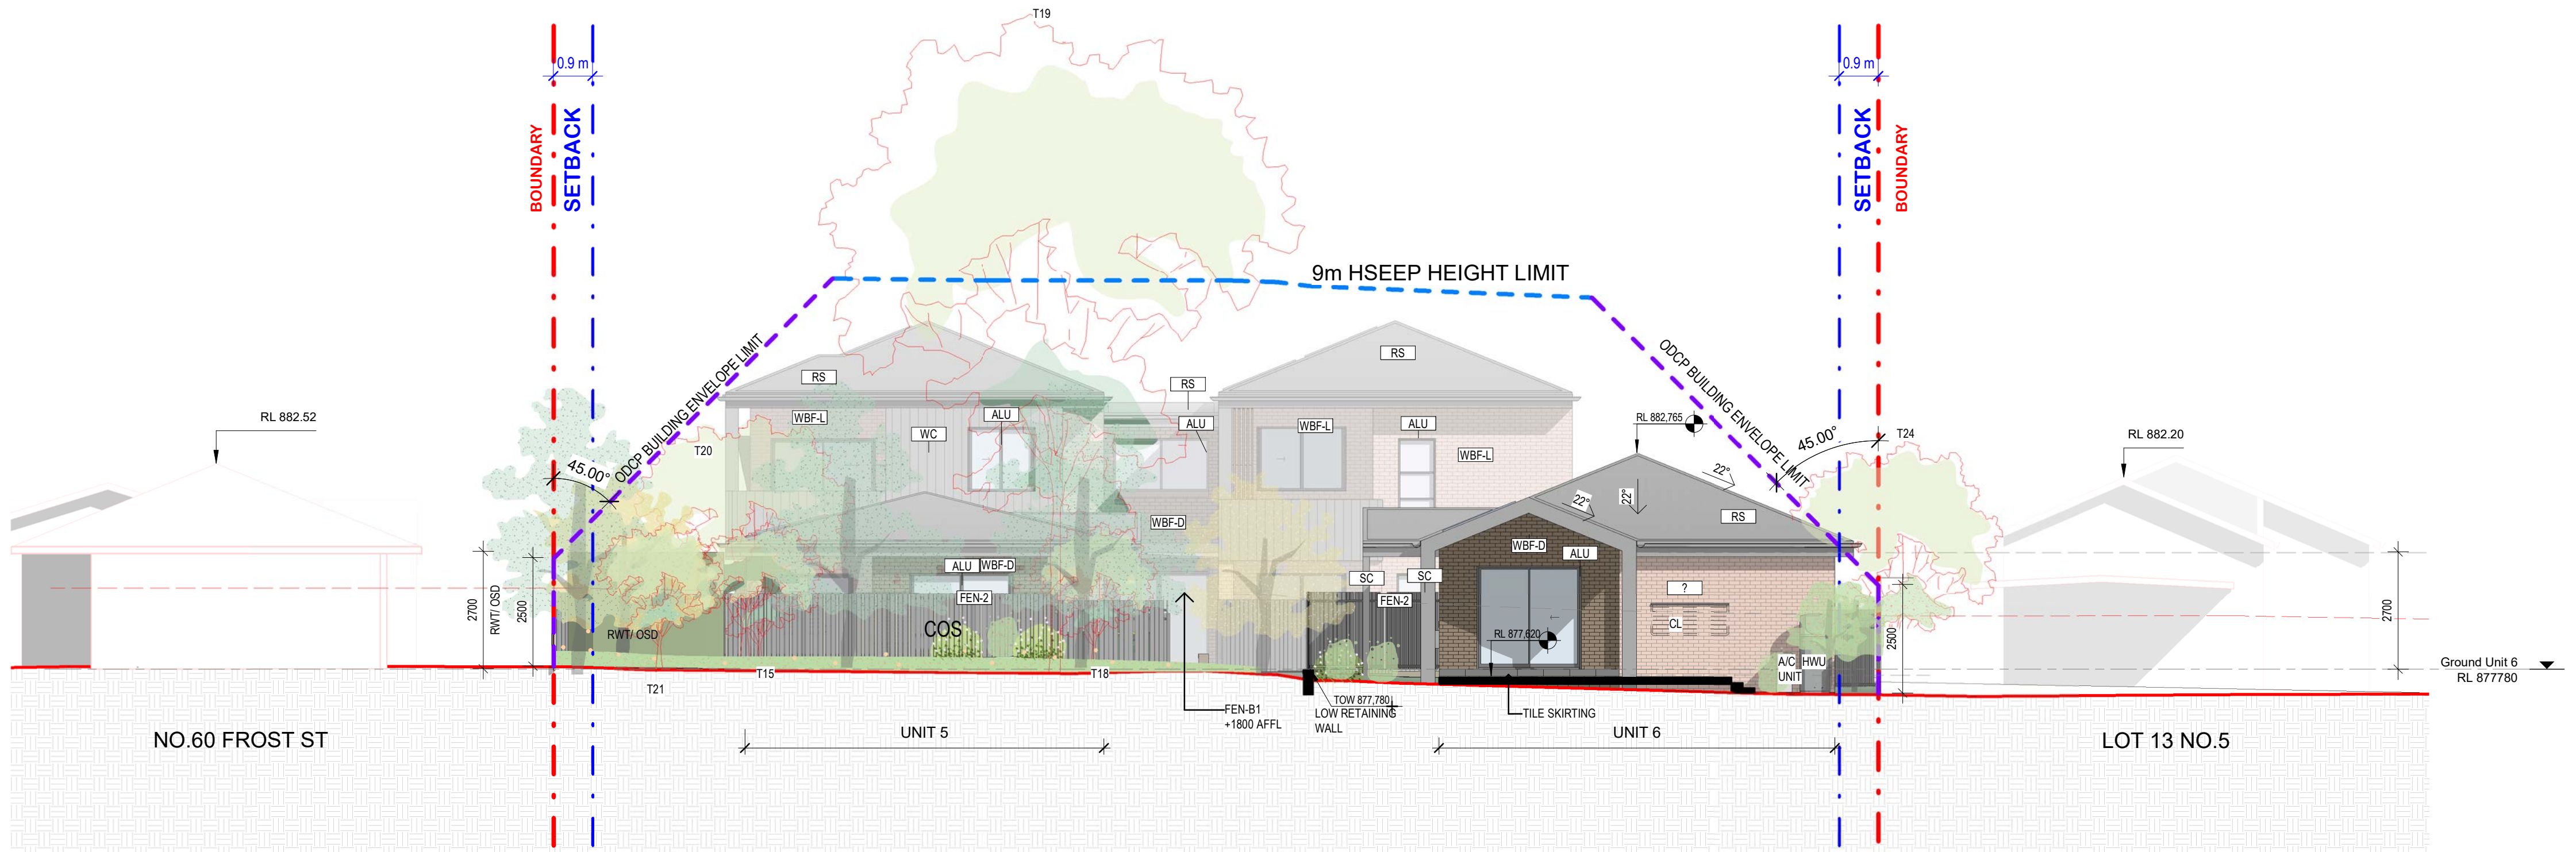 T19
0.9 m
0.9 m
BOUNDARY
SETBACK
SETBACK
BOUNDARY
9m HSEEP HEIGHT LIMIT
ODCP BUILDING ENVELOPE LIMIT
ODCP BUILDING ENVELOPE LIMIT
RS
RS
RS
RL 882.52
WBF-L
ALU
WC
ALU
WBF-L
ALU
RL 882,765
45.00°
T24
RL 882.20
T20
WBF-L
45.00°
22°
22°
22°
RS
WBF-D
WBF-D
ALU
ALU
WBF-D
SC
SC
FEN-2
FEN-2
?
2700
RWT/ OSD
2500
RWT/ OSD
COS
CL
RL 877,620
2500
2700
A/C
UNIT
HWU
Ground Unit 6
RL 877780
T21
T15
T18
FEN-B1
+1800 AFFL
TOW 877,780
LOW RETAINING
WALL
TILE SKIRTING
NO.60 FROST ST
UNIT 5
UNIT 6
LOT 13 NO.5